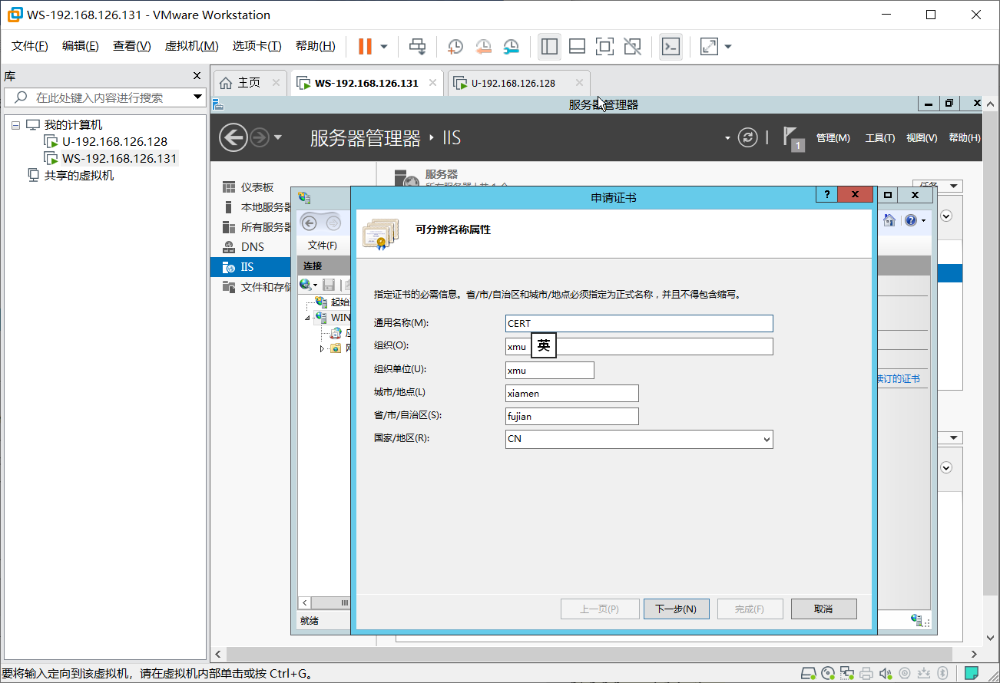 WS-192.168.126.131 - VMware Workstation
文件(F) 编辑(E) 查看(V) 虚拟机(M) 选项卡(T) 帮助(H)
库
在此处键入内容进行搜索
我的计算机
U-192.168.126.128
WS-192.168.126.131
共享的虚拟机
主页 WS-192.168.126.131 U-192.168.126.128
服务器管理器
服务器管理器 IIS
1 管理(M) 工具(T) 视图(V) 帮助(H)
仪表板
本地服务器
所有服务器
DNS
IIS
文件和存储
服务器
任务
文件(F)
连接
起始
WIN
续订的证书
就绪
申请证书
?
可分辨名称属性
指定证书的必需信息。省/市/自治区和城市/地点必须指定为正式名称，并且不得包含缩写。
通用名称(M): CERT
组织(O): xmu
英
组织单位(U): xmu
城市/地点(L) xiamen
省/市/自治区(S): fujian
国家/地区(R): CN
上一页(P) 下一步(N) 完成(F) 取消
要将输入定向到该虚拟机，请在虚拟机内部单击或按 Ctrl+G。